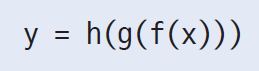 y = h(g(f(x)))